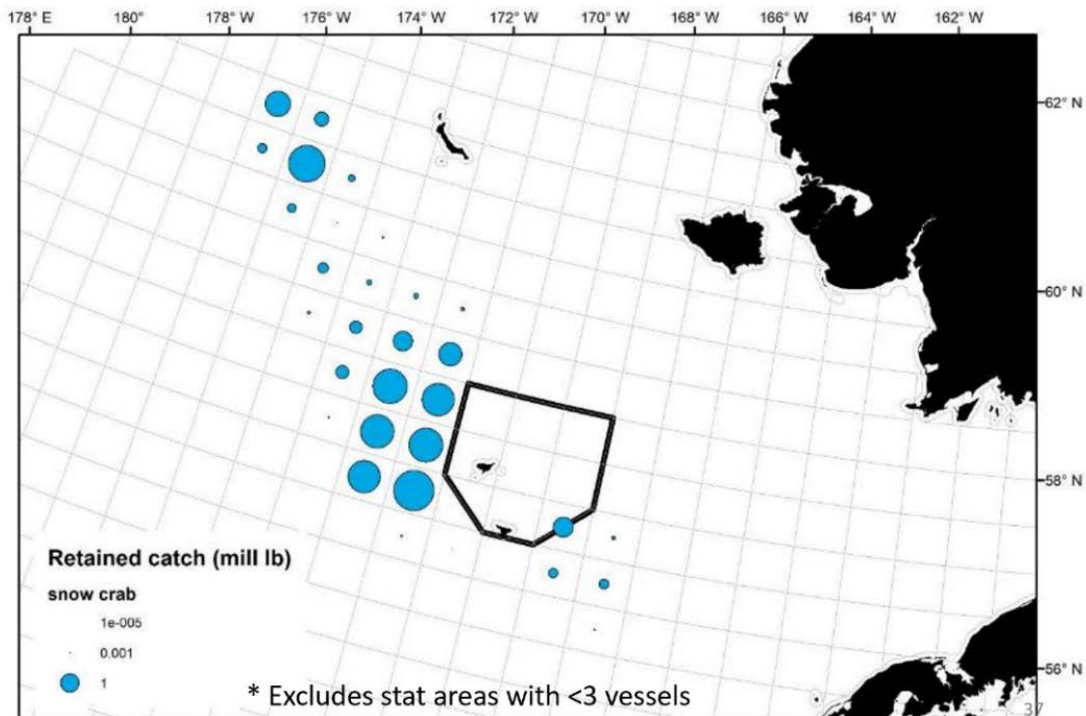 178° E 180° 176° W 174° W 172° W 170° W 168° W 166° W 164° W 162° W
62° N
60° N
58° N
56° N
Retained catch (mill lb)
snow crab
1e-005
0.001
1
* Excludes stat areas with <3 vessels
37